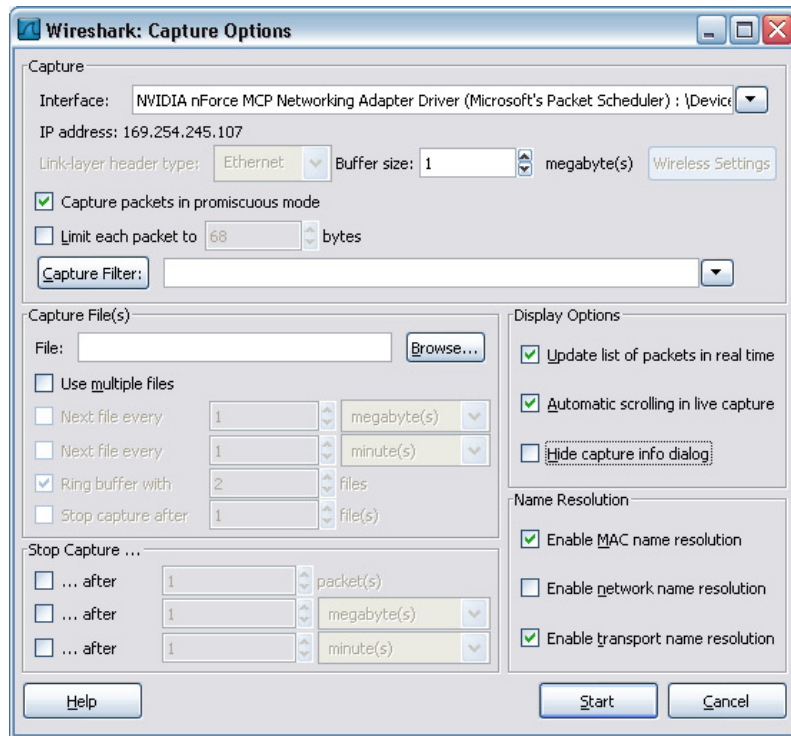 Wireshark: Capture Options
Capture
Interface: NVIDIA nForce MCP Networking Adapter Driver (Microsoft's Packet Scheduler) : \Device
IP address: 169.254.245.107
Link-layer header type: Ethernet Buffer size: 1 megabyte(s) Wireless Settings
Capture packets in promiscuous mode
Limit each packet to 68 bytes
Capture Filter:
Capture File(s)
File: Browse...
Use multiple files
Next file every 1 megabyte(s)
Next file every 1 minute(s)
Ring buffer with 2 files
Stop capture after 1 file(s)
Stop Capture ...
... after 1 packet(s)
... after 1 megabyte(s)
... after 1 minute(s)
Display Options
Update list of packets in real time
Automatic scrolling in live capture
Hide capture info dialog
Name Resolution
Enable MAC name resolution
Enable network name resolution
Enable transport name resolution
Help Start Cancel